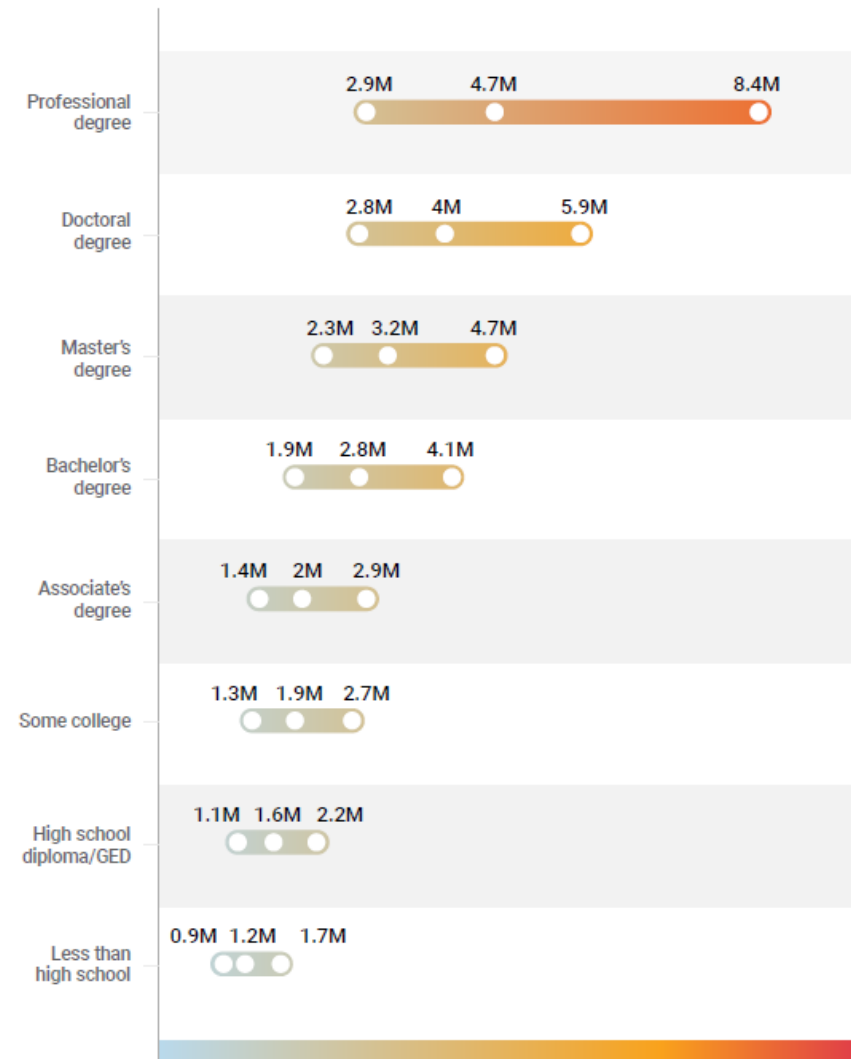 2.9M 4.7M 8.4M
Professional
degree
2.8M 4M 5.9M
Doctoral
degree
2.3M 3.2M 4.7M
Master's
degree
1.9M 2.8M 4.1M
Bachelor's
degree
1.4M 2M 2.9M
Associate's
degree
1.3M 1.9M 2.7M
Some college
1.1M 1.6M 2.2M
High school
diploma/GED
0.9M 1.2M 1.7M
Less than
high school